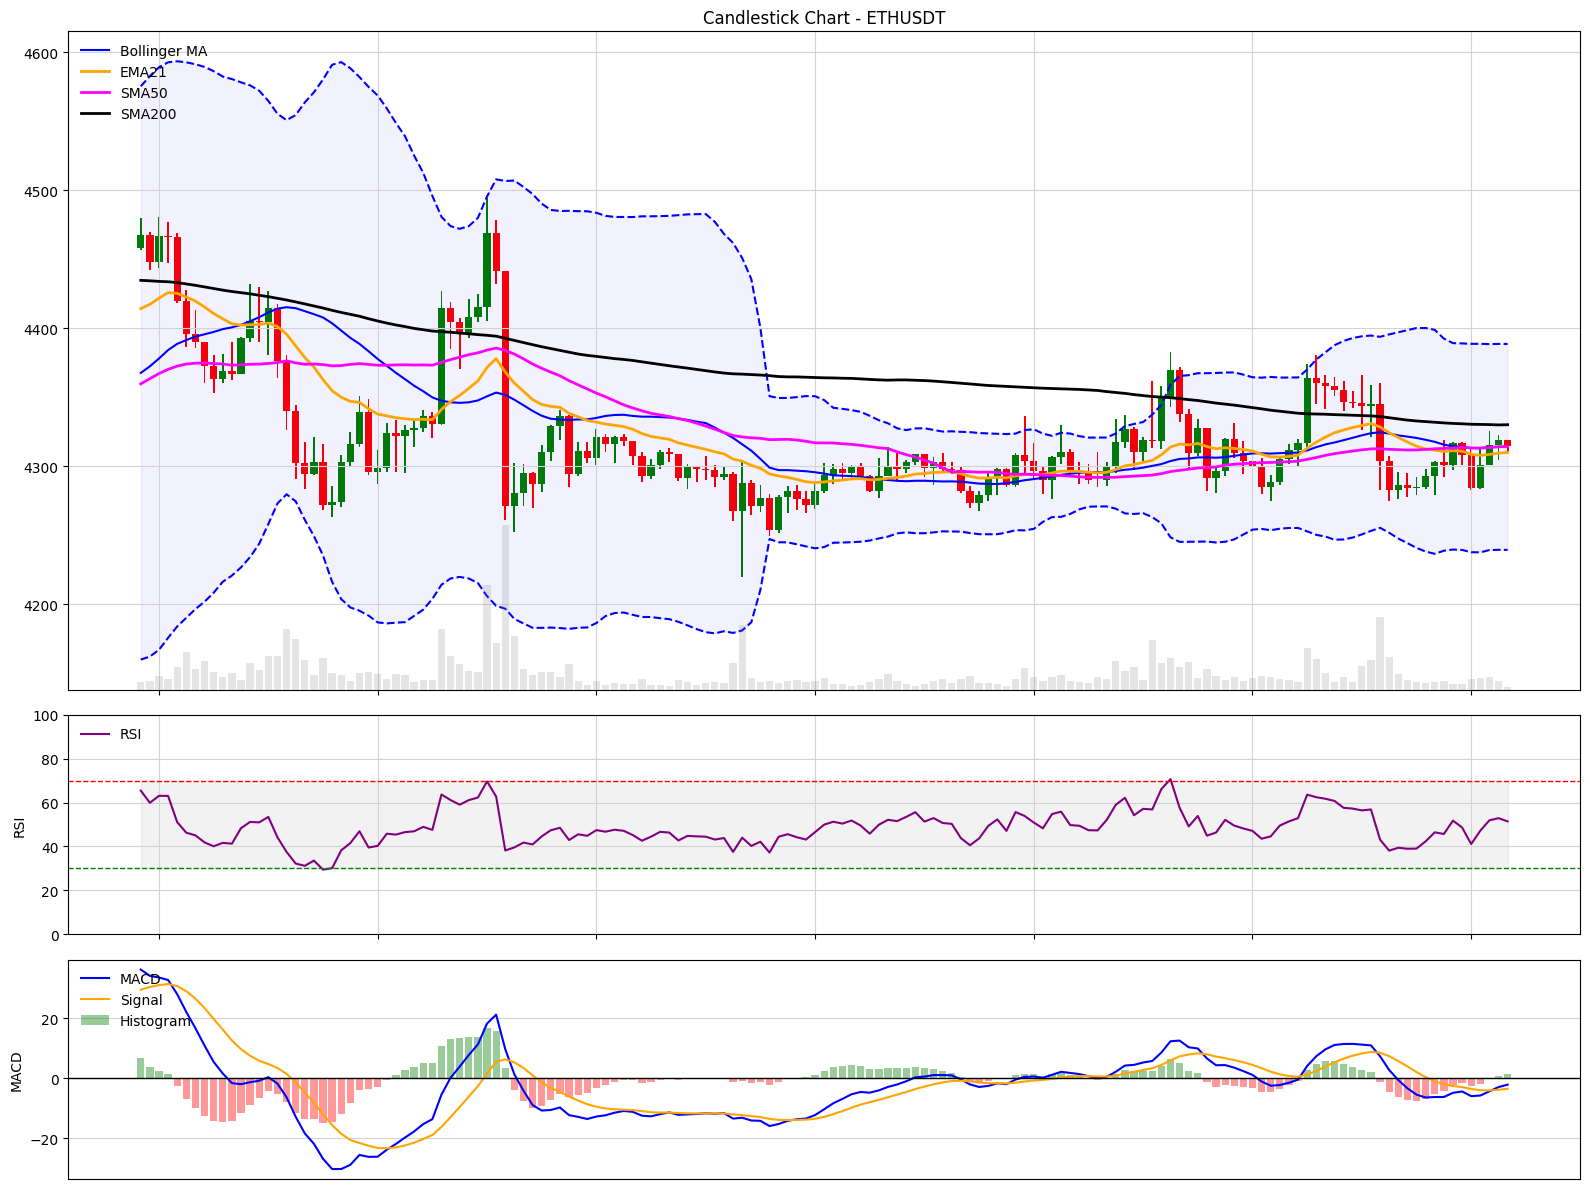 Candlestick Chart - ETHUSDT
Bollinger MA
EMA21
SMA50
SMA200
4600
4500
4400
4300
4200
RSI
100
80
60
40
20
0
RSI
MACD
Signal
Histogram
20
0
−20
MACD